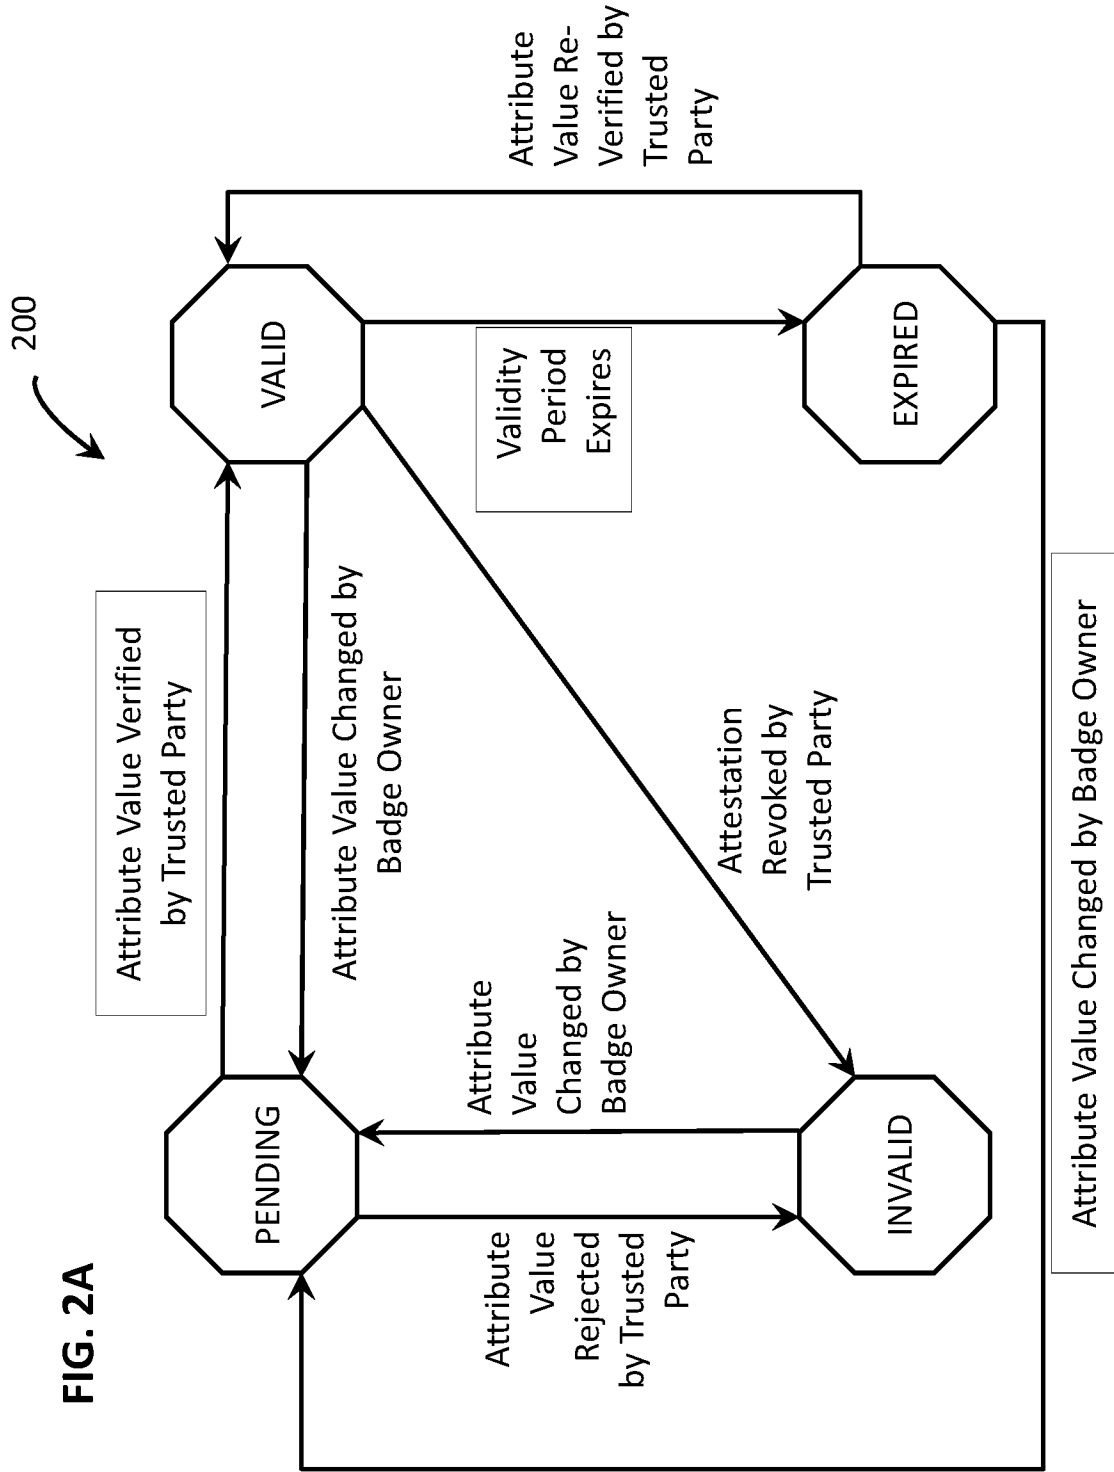 FIG. 2A
200
Attribute Value Verified
by Trusted Party
PENDING
VALID
Attribute Value Changed by
Badge Owner
Attribute
Value Re-
Verified by
Trusted
Party
Attribute
Value
Rejected
by Trusted
Party
Attribute
Value
Changed by
Badge Owner
Attestation
Revoked by
Trusted Party
Validity
Period
Expires
INVALID
EXPIRED
Attribute Value Changed by Badge Owner